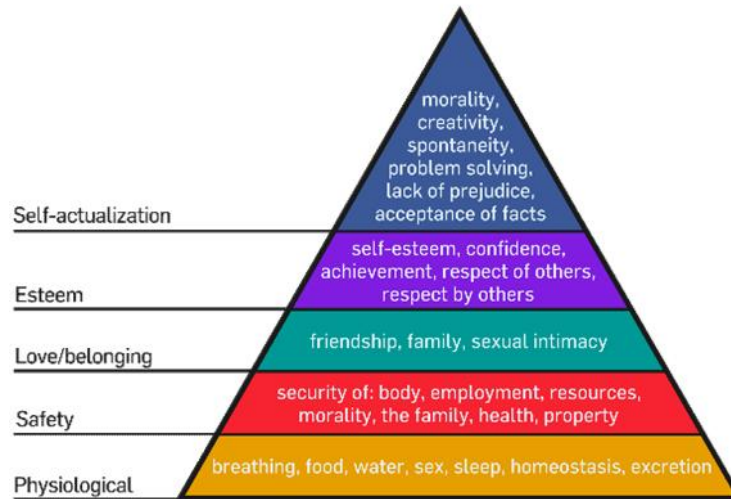 morality,
creativity,
spontaneity,
problem solving,
lack of prejudice,
acceptance of facts
Self-actualization
self-esteem, confidence,
achievement, respect of others,
respect by others
Esteem
friendship, family, sexual intimacy
Love/belonging
security of: body, employment, resources,
morality, the family, health, property
Safety
breathing, food, water, sex, sleep, homeostasis, excretion
Physiological